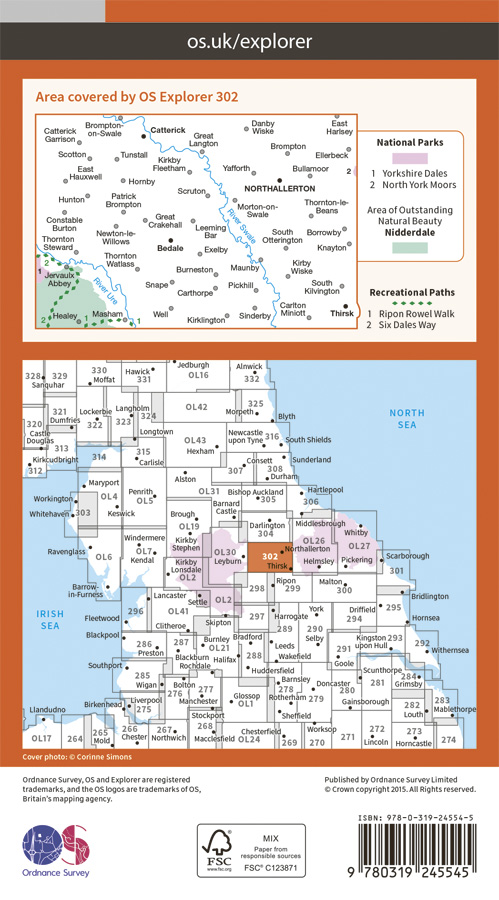 os.uk/explorer
Area covered by OS Explorer 302
Catterick
Garrison
Brompton-
on-Swale
Catterick
Great
Langton
Danby
Wiske
East
Harsey
Scotton
Tunstall
Kirkby
Fleetham
Yafforth
Brompton
Ellerbeck
East
Hauxwell
Hornby
Scruton
NORTHALLERTON
Bullamoor
2
Hunton
Patrick
Brompton
Morton-on-
Swale
Thornton-le-
Beans
Constable
Burton
Great
Crakehall
River Swale
Newton-le-
Willows
Leeming
Bar
South
Otterington
Borrowby
Thornton
Steward
Bedale
Exelby
Knayton
Thornton
Watlass
Burneston
Maunby
Kirby
Wiske
2
1
Jervaulx
Abbey
River Ure
Snape
Carthorpe
Pickhill
South
Kilvington
2
Healey
1
Masham
1
Well
Kirklington
Sinderby
Carlton
Miniott
Thirsk
National Parks
1 Yorkshire Dales
2 North York Moors
Area of Outstanding
Natural Beauty
Nidderdale
Recreational Paths
1 Ripon Rowel Walk
2 Six Dales Way
328
329
Sanquhar
330
Moffat
Hawick
331
Jedburgh
OL16
Alnwick
332
320
321
Dumfries
Lockerbie
322
Langholm
323
324
OL42
325
Morpeth
Blyth
NORTH
SEA
Castle
Douglas
313
Longtown
OL43
Hexham
Newcastle
upon Tyne
316
South Shields
Kirkcudbright
312
314
315
Carlisle
307
Consett
308
Durham
Sunderland
Maryport
OL4
Penrith
OL5
Alston
OL31
Bishop Auckland
305
Hartlepool
306
Workington
Whitehaven
303
Keswick
Barnard
Castle
Brough
OL19
Darlington
304
Middlesbrough
OL26
Whitby
OL27
Ravenglass
OL6
Windermere
OL7
Kendal
Kirkby
Stephen
OL30
Leyburn
302
Northallerton
Thirsk
Helmsley
Pickering
Scarborough
301
Kirkby
Lonsdale
OL2
298
Ripon
299
Malton
300
Bridlington
Barrow-
in-Furness
296
Lancaster
OL41
Settle
OL2
297
Harrogate
289
York
290
Selby
Driffield
294
295
Hornsea
IRISH
SEA
Fleetwood
Clitheroe
Skipton
Blackpool
286
Preston
287
Blackburn
Burnley
OL21
Bradford
288
Leeds
Wakefield
291
Goole
Kingston
upon Hull
293
292
Withernsea
Southport
285
Wigan
Rochdale
Halifax
Huddersfield
Barnsley
278
Doncaster
280
Scunthorpe
281
284
Grimsby
Bolton
276
277
Manchester
Glossop
OL1
Rotherham
279
Gainsborough
282
Louth
283
Mablethorpe
Llandudno
Birkenhead
Liverpool
275
Stockport
Sheffield
OL17
264
265
Mold
266
Chester
267
Northwich
268
Macclesfield
Chesterfield
OL24
269
Worksop
270
271
272
Lincoln
273
Horncastle
274
Cover photo: © Corinne Simons
Ordnance Survey, OS and Explorer are registered
trademarks, and the OS logos are trademarks of OS,
Britain's mapping agency.
Published by Ordnance Survey Limited
© Crown copyright 2015. All Rights reserved.
OS
Ordnance Survey
FSC
www.fsc.org
MIX
Paper from
responsible sources
FSC® C123871
ISBN: 978-0-319-24554-5
9 780319 245545